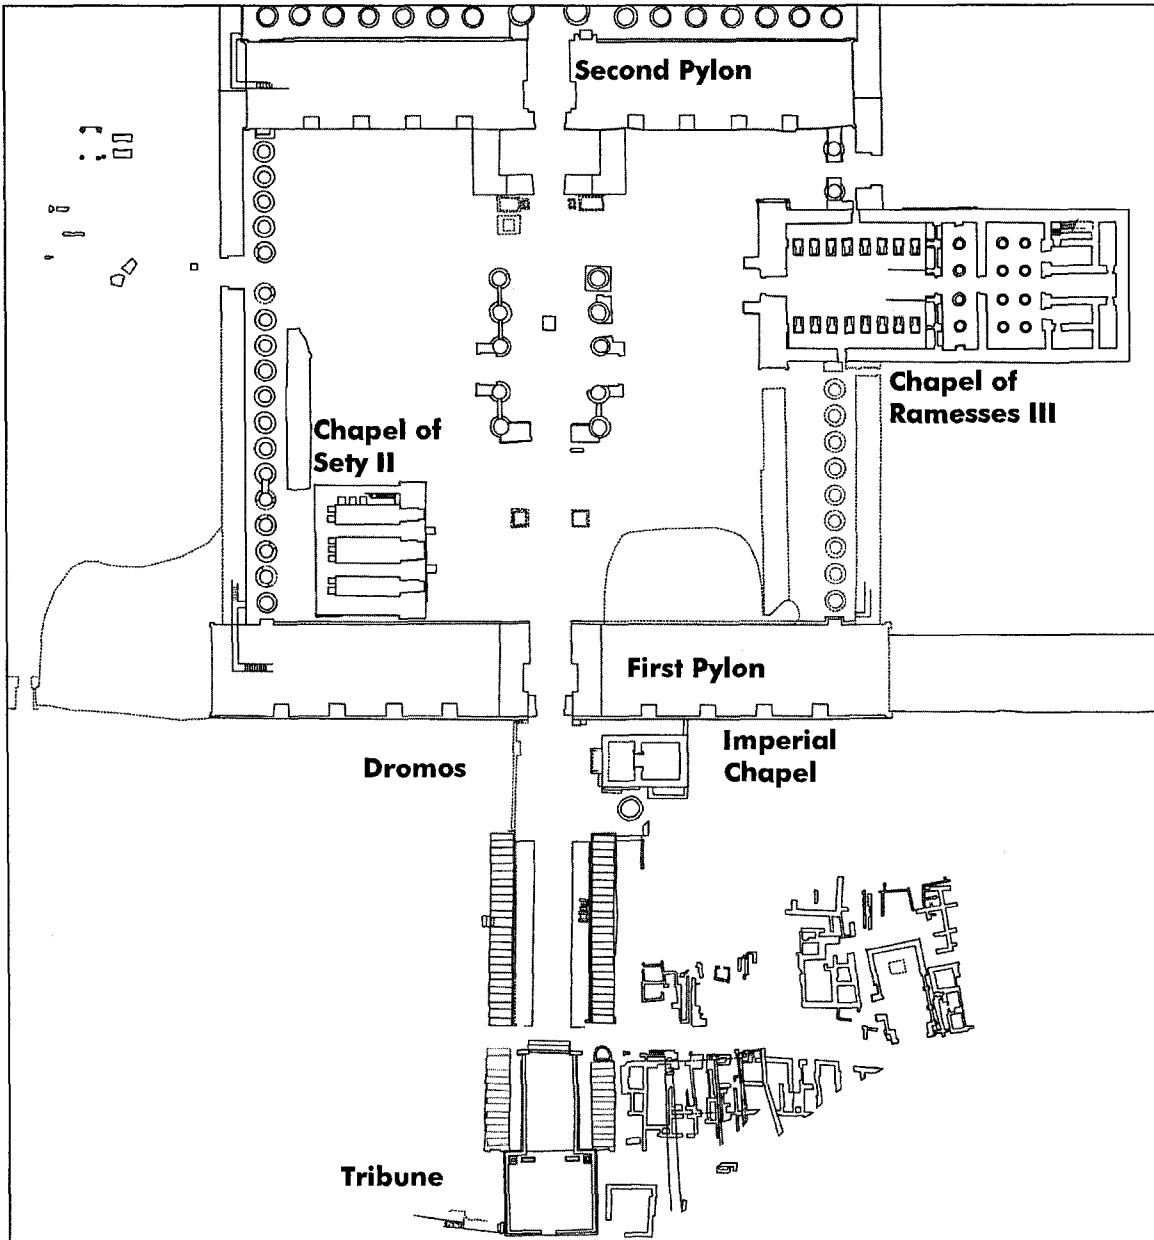 Second Pylon
Chapel of
Ramesses III
Chapel of
Sety II
First Pylon
Imperial
Chapel
Dromos
Tribune